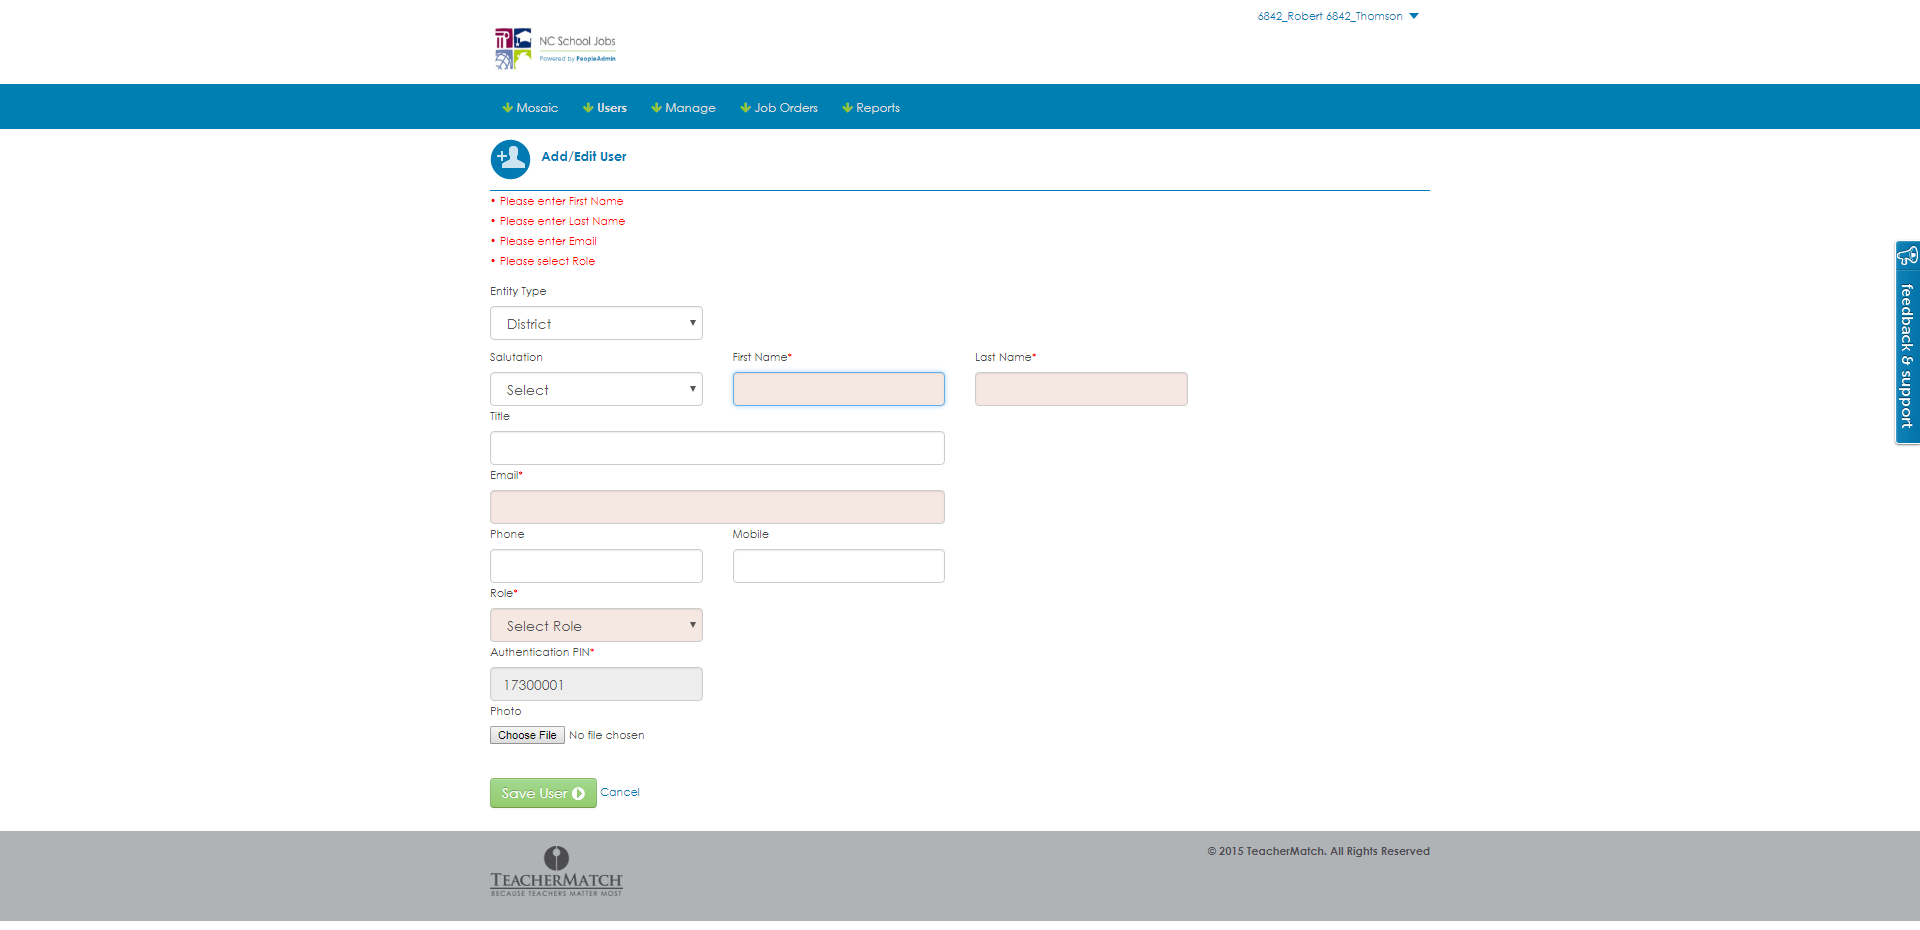 6842_Robert 6842_Thomson
NC School Jobs
Powered by PeopleAdmin
Mosaic Users Manage Job Orders Reports
Add/Edit User
• Please enter First Name
• Please enter Last Name
• Please enter Email
• Please select Role
Entity Type
District
Salutation First Name* Last Name*
Select
Title
Email*
Phone Mobile
Role*
Select Role
Authentication PIN*
17300001
Photo
Choose File No file chosen
Save User Cancel
feedback & support
© 2015 TeacherMatch. All Rights Reserved
TEACHERMATCH
BECAUSE TEACHERS MATTER MOST